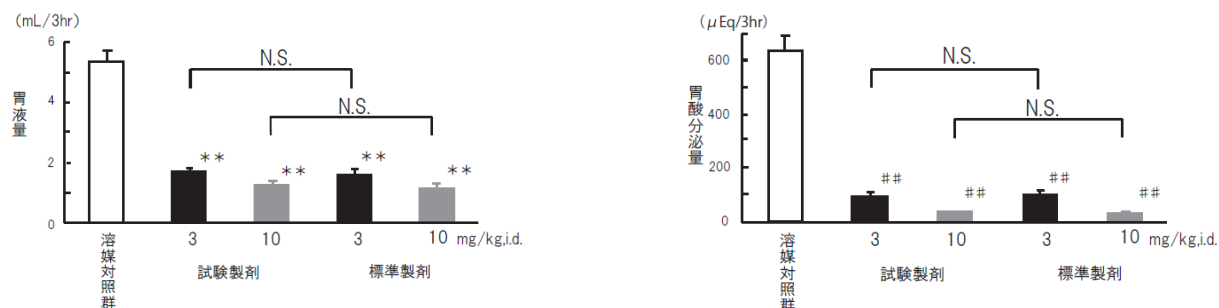 (mL/3hr)
6
4
2
0
胃液量
N.S.
N.S.
**
**
**
**
溶媒対照群
3
10
3
10
mg/kg,i.d.
試験製剤
標準製剤
(μEq/3hr)
600
400
200
0
胃酸分泌量
N.S.
N.S.
##
##
##
##
溶媒対照群
3
10
3
10
mg/kg,i.d.
試験製剤
標準製剤